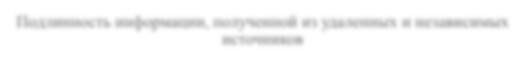 Подлинность информации, полученной из удаленных и независимых
источников